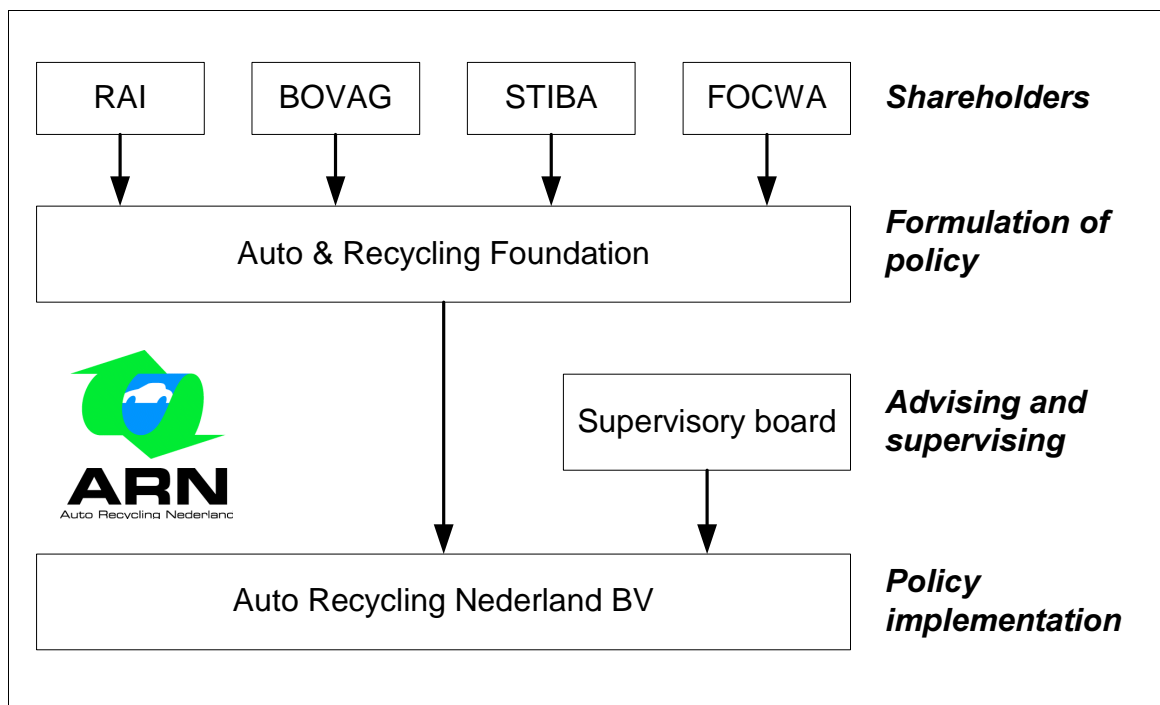 RAI BOVAG STIBA FOCWA Shareholders
Auto & Recycling Foundation
Formulation of
policy
Supervisory board
Advising and
supervising
ARN
Auto Recycling Nederland
Auto Recycling Nederland BV
Policy
implementation